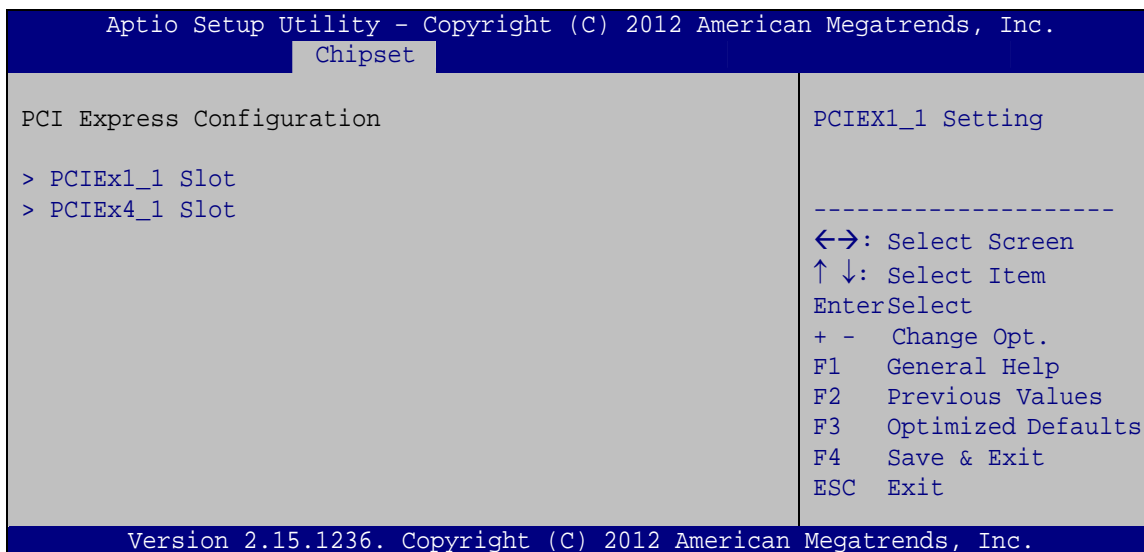 Aptio Setup Utility – Copyright (C) 2012 American Megatrends, Inc.
Chipset
PCI Express Configuration
> PCIEx1_1 Slot
> PCIEx4_1 Slot
PCIEX1_1 Setting
---------------------
←→: Select Screen
↑ ↓: Select Item
EnterSelect
+ - Change Opt.
F1 General Help
F2 Previous Values
F3 Optimized Defaults
F4 Save & Exit
ESC Exit
Version 2.15.1236. Copyright (C) 2012 American Megatrends, Inc.